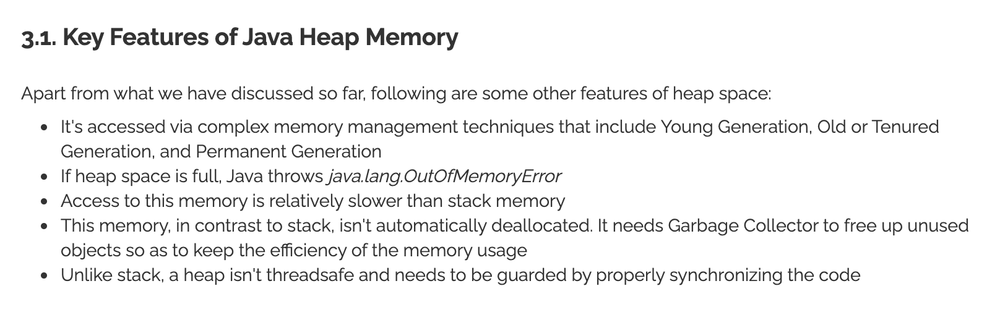 3.1. Key Features of Java Heap Memory
Apart from what we have discussed so far, following are some other features of heap space:
• It's accessed via complex memory management techniques that include Young Generation, Old or Tenured
Generation, and Permanent Generation
• If heap space is full, Java throws java.lang.OutOfMemoryError
• Access to this memory is relatively slower than stack memory
• This memory, in contrast to stack, isn't automatically deallocated. It needs Garbage Collector to free up unused
objects so as to keep the efficiency of the memory usage
• Unlike stack, a heap isn't threadsafe and needs to be guarded by properly synchronizing the code